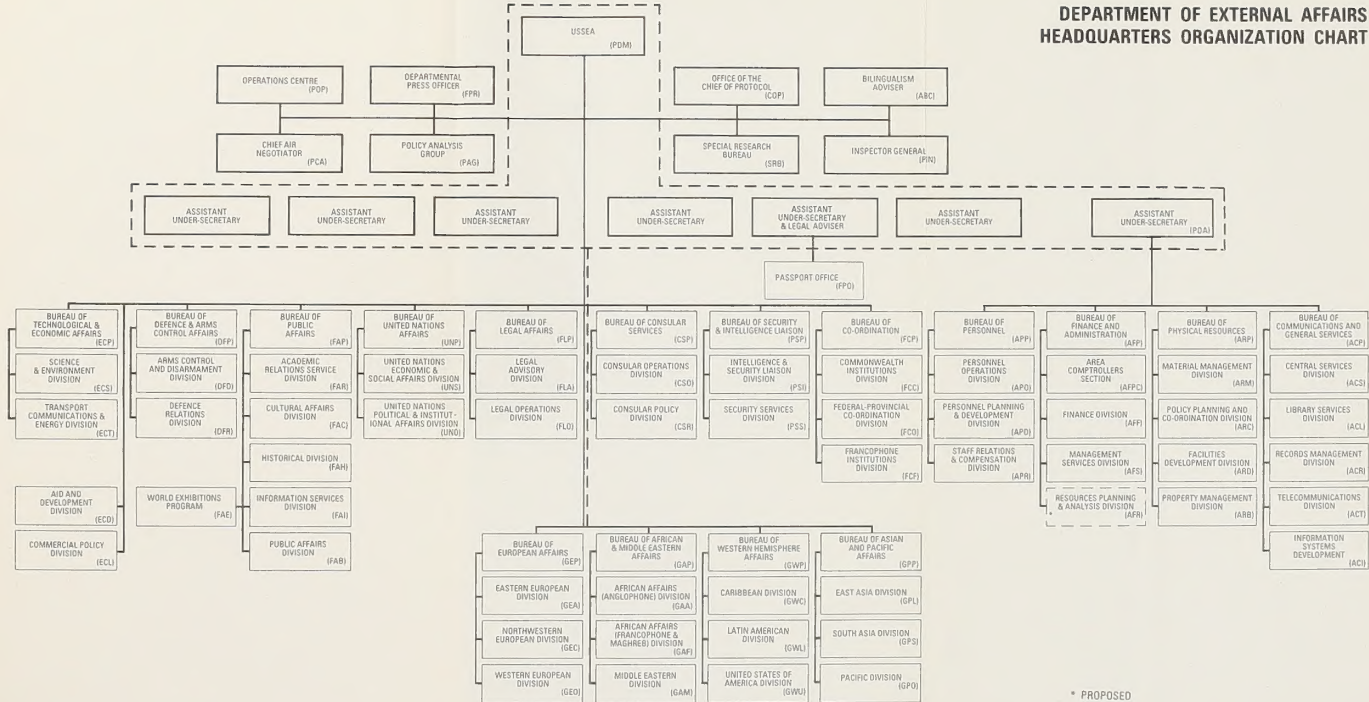 DEPARTMENT OF EXTERNAL AFFAIRS
HEADQUARTERS ORGANIZATION CHART
USSEA
(PDM)
OPERATIONS CENTRE
(POP)
DEPARTMENTAL
PRESS OFFICER
(FPR)
OFFICE OF THE
CHIEF OF PROTOCOL
(COP)
BILINGUALISM
ADVISER
(ABC)
CHIEF AIR
NEGOTIATOR
(PCA)
POLICY ANALYSIS
GROUP
(PAG)
SPECIAL RESEARCH
BUREAU
(SRB)
INSPECTOR GENERAL
(PIN)
ASSISTANT
UNDER-SECRETARY
ASSISTANT
UNDER-SECRETARY
ASSISTANT
UNDER-SECRETARY
ASSISTANT
UNDER-SECRETARY
ASSISTANT
UNDER-SECRETARY
& LEGAL ADVISER
ASSISTANT
UNDER-SECRETARY
ASSISTANT
UNDER-SECRETARY
(PDA)
PASSPORT OFFICE
(FPO)
BUREAU OF
TECHNOLOGICAL &
ECONOMIC AFFAIRS
(ECP)
SCIENCE
& ENVIRONMENT
DIVISION
(ECS)
TRANSPORT
COMMUNICATIONS &
ENERGY DIVISION
(ECT)
AID AND
DEVELOPMENT
DIVISION
(ECD)
COMMERCIAL POLICY
DIVISION
(ECL)
BUREAU OF
DEFENCE & ARMS
CONTROL AFFAIRS
(DFP)
ARMS CONTROL
AND DISARMAMENT
DIVISION
(DFD)
DEFENCE
RELATIONS
DIVISION
(DFR)
WORLD EXHIBITIONS
PROGRAM
(FAE)
BUREAU OF
PUBLIC
AFFAIRS
(FAP)
ACADEMIC
RELATIONS SERVICE
DIVISION
(FAR)
CULTURAL AFFAIRS
DIVISION
(FAC)
HISTORICAL DIVISION
(FAH)
INFORMATION SERVICES
DIVISION
(FAI)
PUBLIC AFFAIRS
DIVISION
(FAB)
BUREAU OF
UNITED NATIONS
AFFAIRS
(UNP)
UNITED NATIONS
ECONOMIC &
SOCIAL AFFAIRS DIVISION
(UNS)
UNITED NATIONS
POLITICAL & INSTITUT-
IONAL AFFAIRS DIVISION
(UNO)
BUREAU OF
LEGAL AFFAIRS
(FLP)
LEGAL
ADVISORY
DIVISION
(FLA)
LEGAL OPERATIONS
DIVISION
(FLO)
BUREAU OF CONSULAR
SERVICES
(CSP)
CONSULAR OPERATIONS
DIVISION
(CSO)
CONSULAR POLICY
DIVISION
(CSR)
BUREAU OF SECURITY
& INTELLIGENCE LIAISON
(PSP)
INTELLIGENCE &
SECURITY LIAISON
DIVISION
(PSI)
SECURITY SERVICES
DIVISION
(PSS)
BUREAU OF
CO-ORDINATION
(FCP)
COMMONWEALTH
INSTITUTIONS
DIVISION
(FCC)
FEDERAL-PROVINCIAL
CO-ORDINATION
DIVISION
(FCO)
FRANCOPHONE
INSTITUTIONS
DIVISION
(FCF)
BUREAU OF
PERSONNEL
(APP)
PERSONNEL
OPERATIONS
DIVISION
(APO)
PERSONNEL PLANNING
& DEVELOPMENT
DIVISION
(APD)
STAFF RELATIONS
& COMPENSATION
DIVISION
(APR)
BUREAU OF
FINANCE AND
ADMINISTRATION
(AFP)
AREA
COMPTROLLERS
SECTION
(AFPC)
FINANCE DIVISION
(AFF)
MANAGEMENT
SERVICES DIVISION
(AFS)
RESOURCES PLANNING
& ANALYSIS DIVISION
* (AFR)
BUREAU OF
PHYSICAL RESOURCES
(ARP)
MATERIAL MANAGEMENT
DIVISION
(ARM)
POLICY PLANNING AND
CO-ORDINATION DIVISION
(ARC)
FACILITIES
DEVELOPMENT DIVISION
(ARD)
PROPERTY MANAGEMENT
DIVISION
(ARB)
BUREAU OF
COMMUNICATIONS AND
GENERAL SERVICES
(ACP)
CENTRAL SERVICES
DIVISION
(ACS)
LIBRARY SERVICES
DIVISION
(ACL)
RECORDS MANAGEMENT
DIVISION
(ACR)
TELECOMMUNICATIONS
DIVISION
(ACT)
INFORMATION
SYSTEMS
DEVELOPMENT
(ACI)
BUREAU OF
EUROPEAN AFFAIRS
(GEP)
EASTERN EUROPEAN
DIVISION
(GEA)
NORTHWESTERN
EUROPEAN DIVISION
(GEC)
WESTERN EUROPEAN
DIVISION
(GEO)
BUREAU OF AFRICAN
& MIDDLE EASTERN
AFFAIRS
(GAP)
AFRICAN AFFAIRS
(ANGLOPHONE) DIVISION
(GAA)
AFRICAN AFFAIRS
(FRANCOPHONE &
MAGHREB) DIVISION
(GAF)
MIDDLE EASTERN
DIVISION
(GAM)
BUREAU OF
WESTERN HEMISPHERE
AFFAIRS
(GWP)
CARIBBEAN DIVISION
(GWC)
LATIN AMERICAN
DIVISION
(GWL)
UNITED STATES OF
AMERICA DIVISION
(GWU)
BUREAU OF ASIAN
AND PACIFIC
AFFAIRS
(GPP)
EAST ASIA DIVISION
(GPL)
SOUTH ASIA DIVISION
(GPS)
PACIFIC DIVISION
(GPO)
* PROPOSED